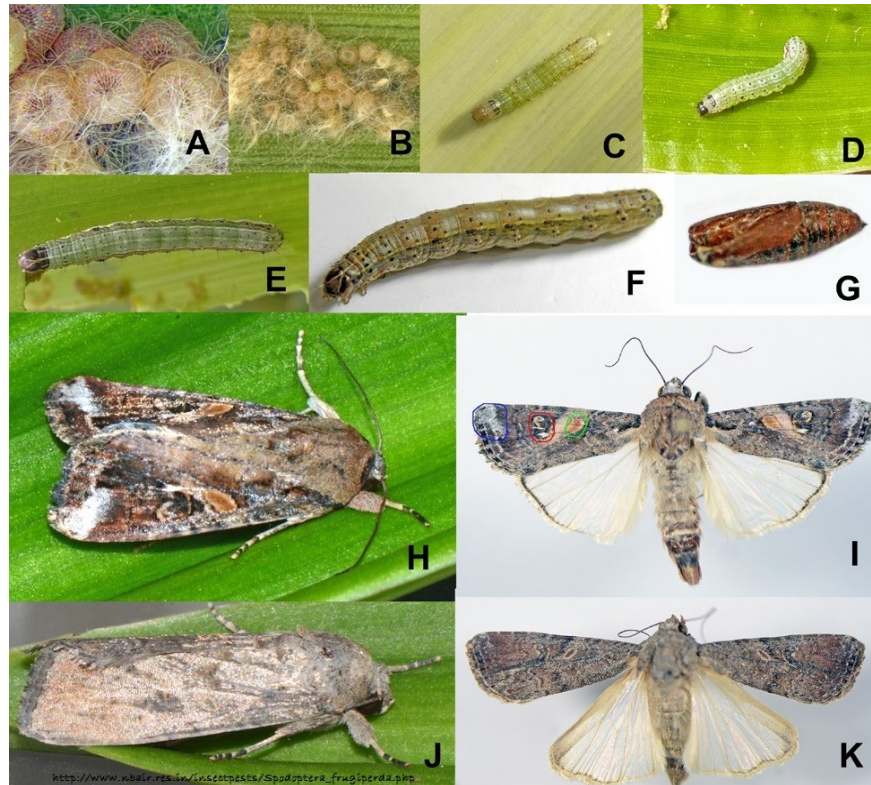 A
B
C
D
E
F
G
H
I
J
K
http://www.nbair.res.in/insectpests/Spodoptera_frugiperda.php